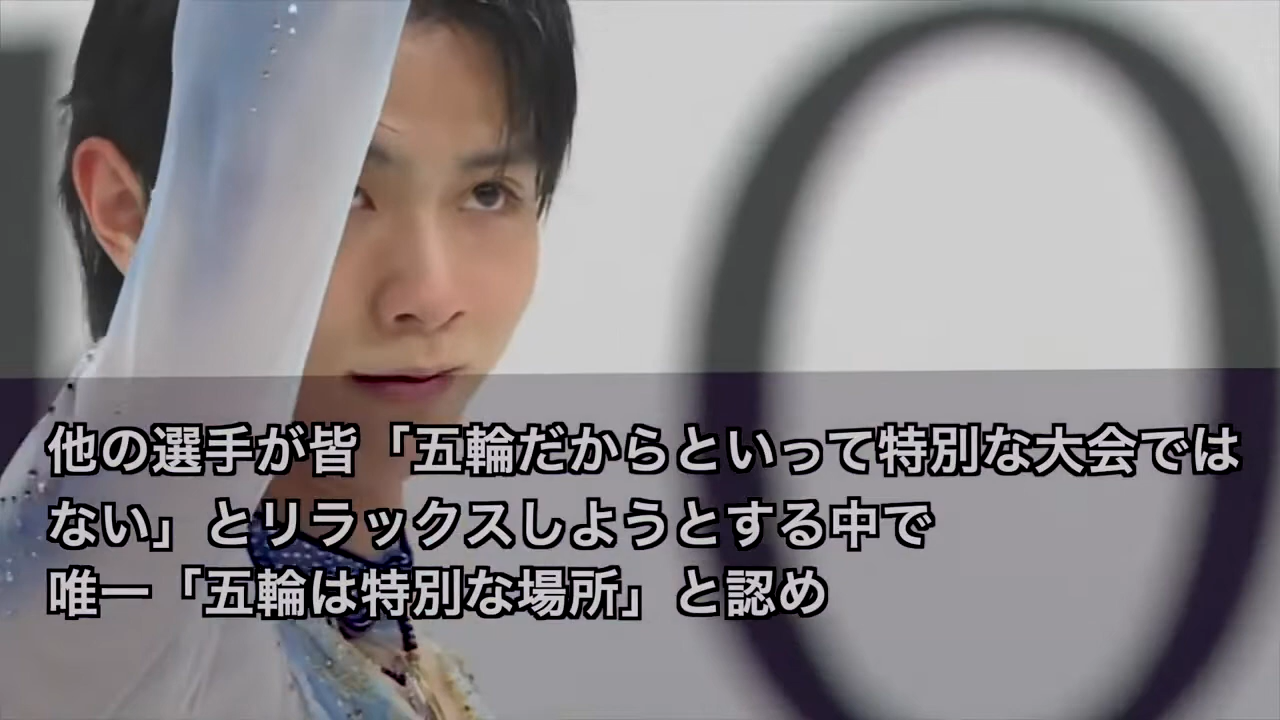 他の選手が皆「五輪だからといって特別な大会では
ない」とリラックスしようとする中で
唯一「五輪は特別な場所」と認め